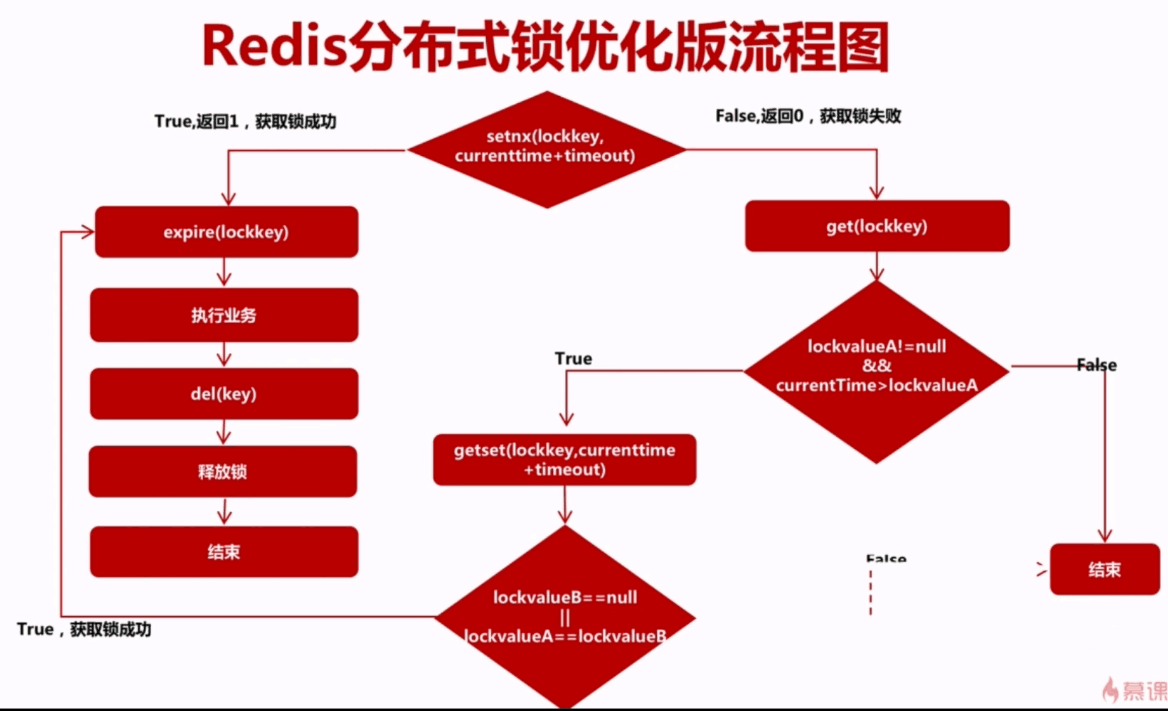 Redis分布式锁优化版流程图
True,返回1，获取锁成功
False,返回0，获取锁失败
setnx(lockkey,
currenttime+timeout)
expire(lockkey)
get(lockkey)
执行业务
lockvalueA!=null
&&
currentTime>lockvalueA
True
False
del(key)
getset(lockkey,currenttime
+timeout)
释放锁
结束
False
结束
lockvalueB==null
||
lockvalueA==lockvalueB
True，获取锁成功
慕课